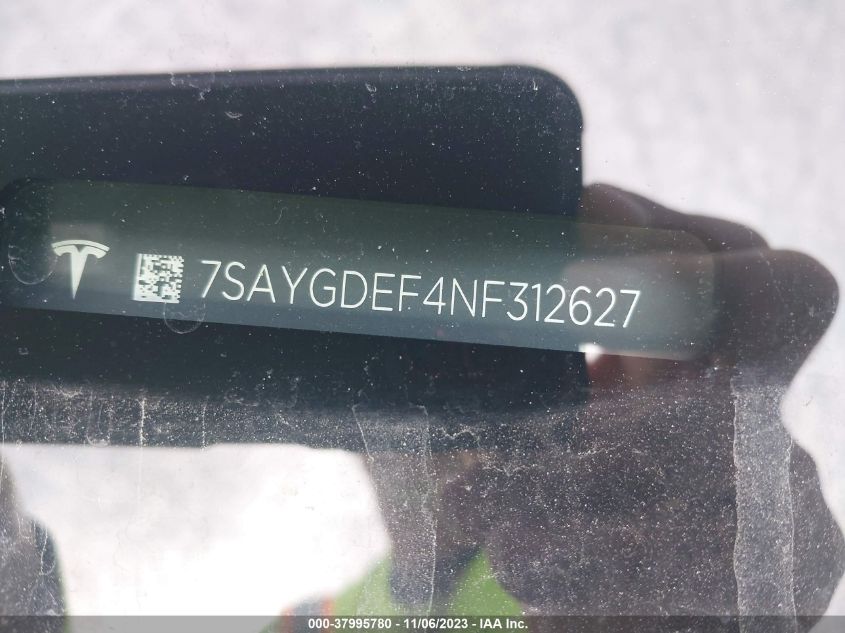 7SAYGDEF4NF312627
000-37995780 - 11/06/2023 - IAA Inc.